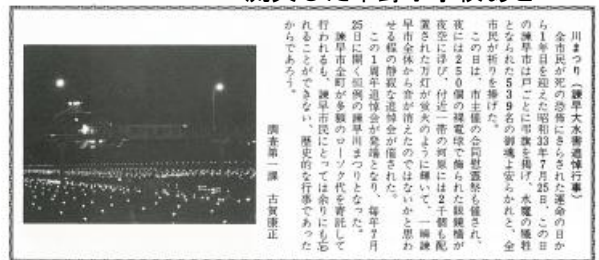 川まつり（諫早大水害追悼行事）
全市民が死の恐怖にさらされた運命の日か
ら1年目を迎えた昭和33年7月25日、この日
の諫早市は戸ごとに弔旗を掲げ、水魔の犠牲
となられた539名の御魂よ安らかれと、全
市民が祈りを捧げた。
この日は、市主催の合同慰霊祭も催され、
夜には250個の裸電球で飾られた眼鏡橋が
夜空に浮び、付近一帯の河原には2千個も配
置された万灯が蛍火のように輝いて、一瞬諫
早市全体から音が消えたのではないかと思わ
せる程の静寂な追悼会が催された。
この1周年追悼会が発端となり、毎年7月
25日に開く恒例の諫早川まつりとなった。
諫早市全町が多額のローソク代を寄託して
行われるも、諫早市民にとっては余りにも忘
れることができない、歴史的な行事であった
からであろう。
調査第一課　古賀康正